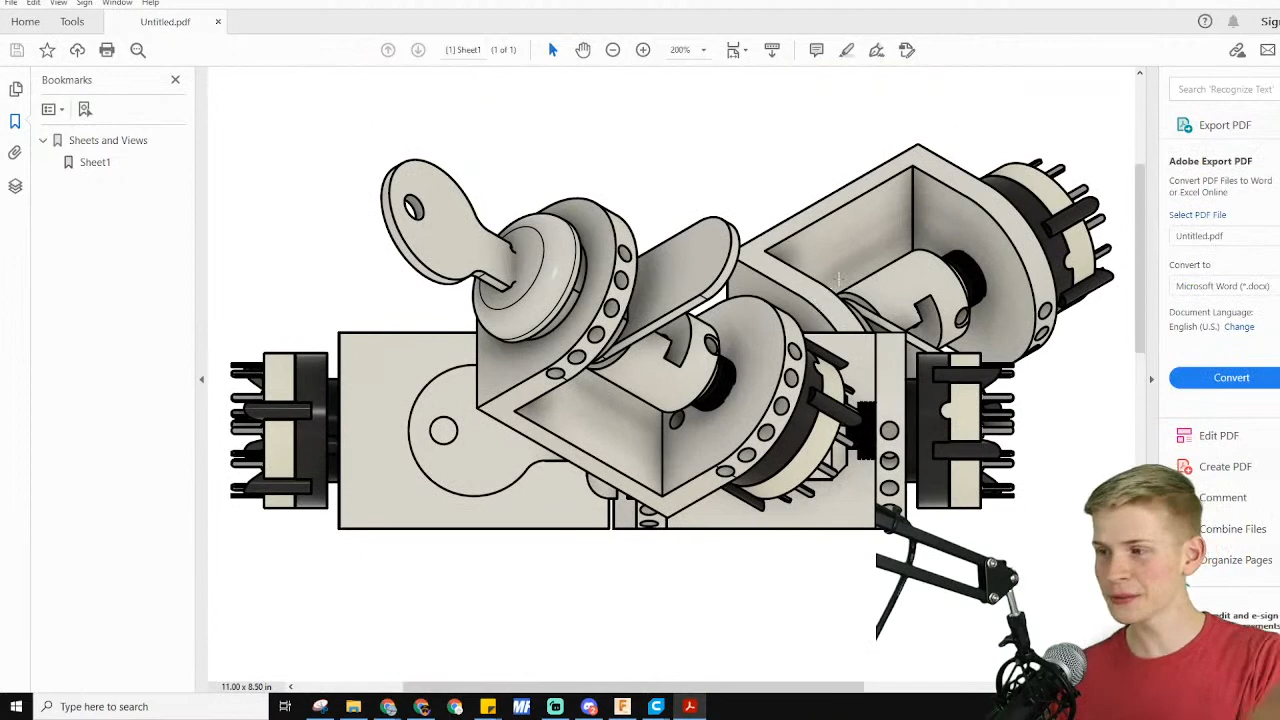 File Edit View Sign Window Help
Home Tools Untitled.pdf × Sig
[1] Sheet1 (1 of 1) 200%
Bookmarks
Sheets and Views
Sheet1
Search 'Recognize Text'
Export PDF
Adobe Export PDF
Convert PDF Files to Word
or Excel Online
Select PDF File
Untitled.pdf
Convert to
Microsoft Word (*.docx)
Document Language:
English (U.S.) Change
Convert
Edit PDF
Create PDF
Comment
Combine Files
Organize Pages
11.00 x 8.50 in
Type here to search